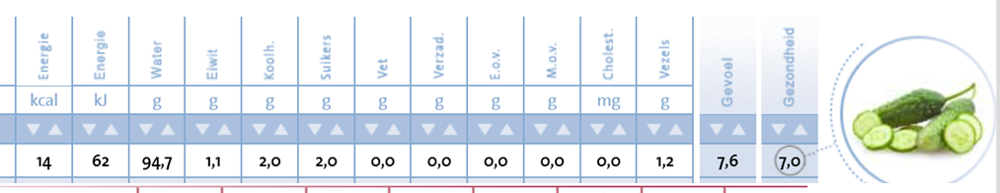 Energie Energie Water Eiwit Koolh. Suikers Vet Verzad. E.o.v. M.o.v. Cholest. Vezels Gevoel Gezondheid
kcal kJ g g g g g g g g mg g
14 62 94,7 1,1 2,0 2,0 0,0 0,0 0,0 0,0 0,0 1,2 7,6 7,0